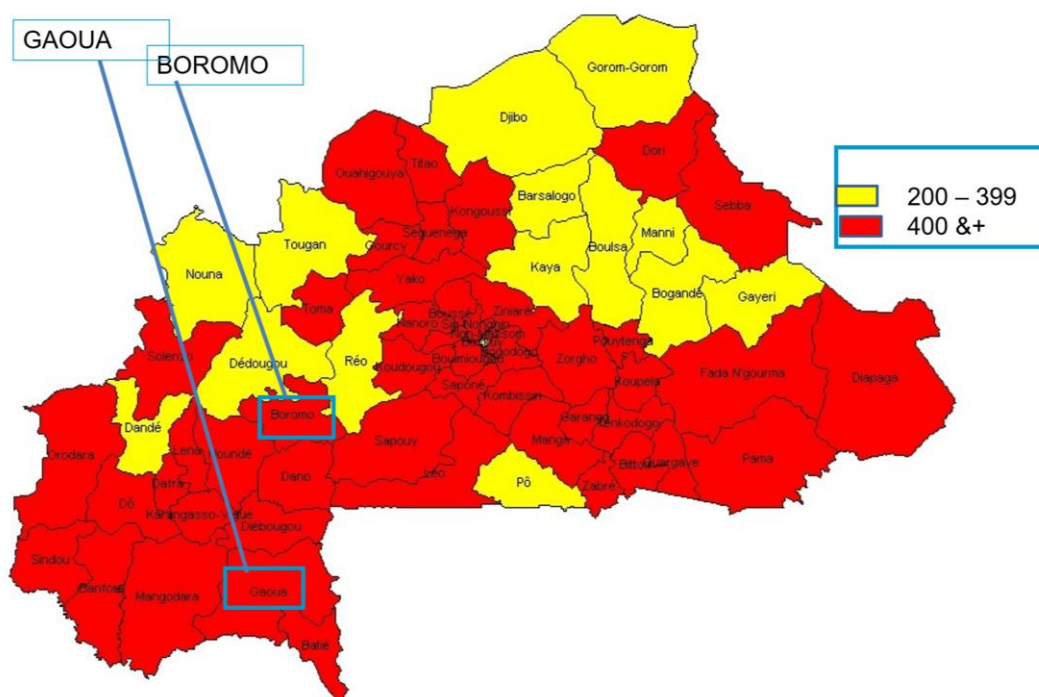 GAOUA
BOROMO
Gorom-Gorom
Djibo
Dori
Titao
Ouahigouya
Barsalogo
200 – 399
Sebba
Kongoussi
400 &+
Manni
Séguénéga
Tougan
Boulsa
Gourcy
Kaya
Nouna
Yako
Bogandé
Gayeri
Toma
Boussé
Ziniaré
Nanoro
Pouytenga
Solenzo
Réo
Dédougou
Zorgho
Koudougou
Boulmiougou
Fada N'gourma
Diapaga
Koupela
Saponé
Kombissiri
Boromo
Garango
Tenkodogo
Dandé
Manga
Sapouy
Orodara
Lena
Houndé
Bittou
Ouargaye
Pama
Dano
Léo
Pô
Zabré
Dafra
Dô
Karangasso-Vigué
Diébougou
Sindou
Banfora
Mangodara
Gaoua
Batié